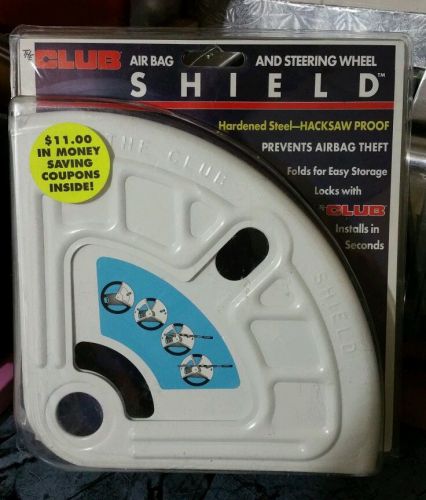 THE CLUB AIR BAG AND STEERING WHEEL
SHIELD™
Hardened Steel—HACKSAW PROOF
PREVENTS AIRBAG THEFT
Folds for Easy Storage
Locks with
THE CLUB
Installs in
Seconds
$11.00
IN MONEY
SAVING
COUPONS
INSIDE!
THE CLUB
SHIELD